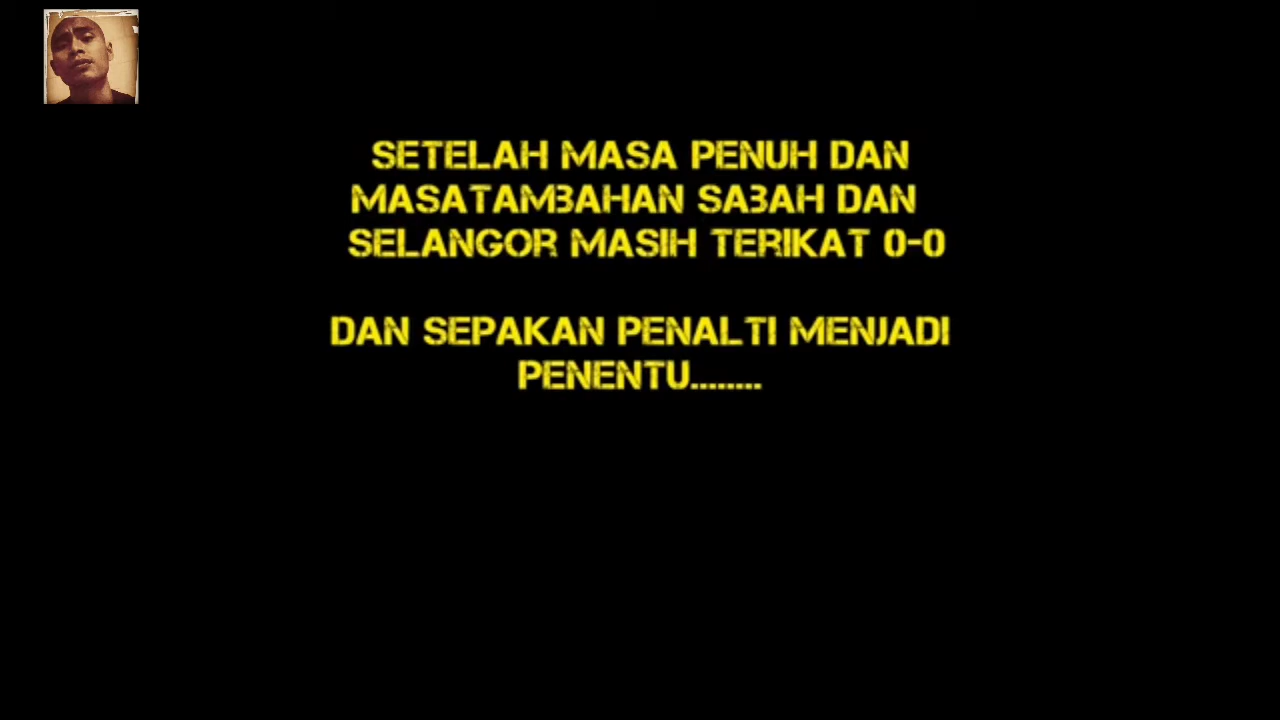 SETELAH MASA PENUH DAN
MASATAMBAHAN SABAH DAN
SELANGOR MASIH TERIKAT 0-0
DAN SEPAKAN PENALTI MENJADI
PENENTU........